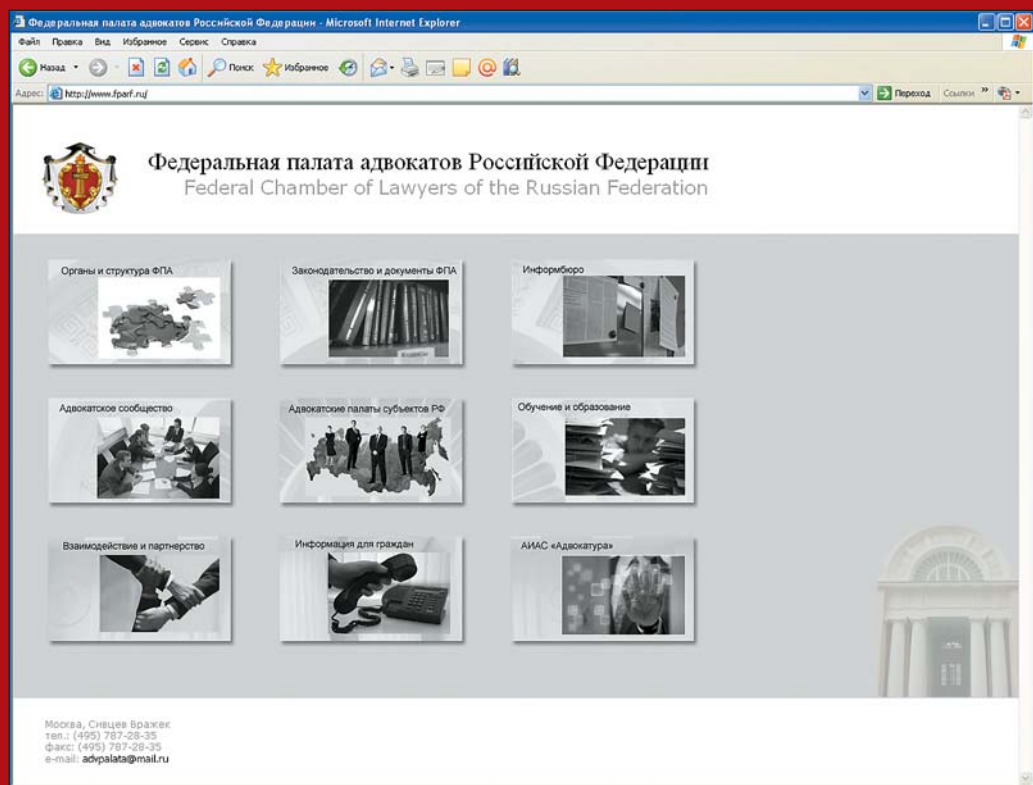 Федеральная палата адвокатов Российской Федерации - Microsoft Internet Explorer
Файл Правка Вид Избранное Сервис Справка
Назад Поиск Избранное
Адрес: http://www.fparf.ru/ Переход Ссылки »
Федеральная палата адвокатов Российской Федерации
Federal Chamber of Lawyers of the Russian Federation
Органы и структура ФПА
Законодательство и документы ФПА
Информбюро
Адвокатское сообщество
Адвокатские палаты субъектов РФ
Обучение и образование
Взаимодействие и партнерство
Информация для граждан
АИАС «Адвокатура»
Москва, Сивцев Вражек
тел.: (495) 787-28-35
факс: (495) 787-28-35
e-mail: advpalata@mail.ru